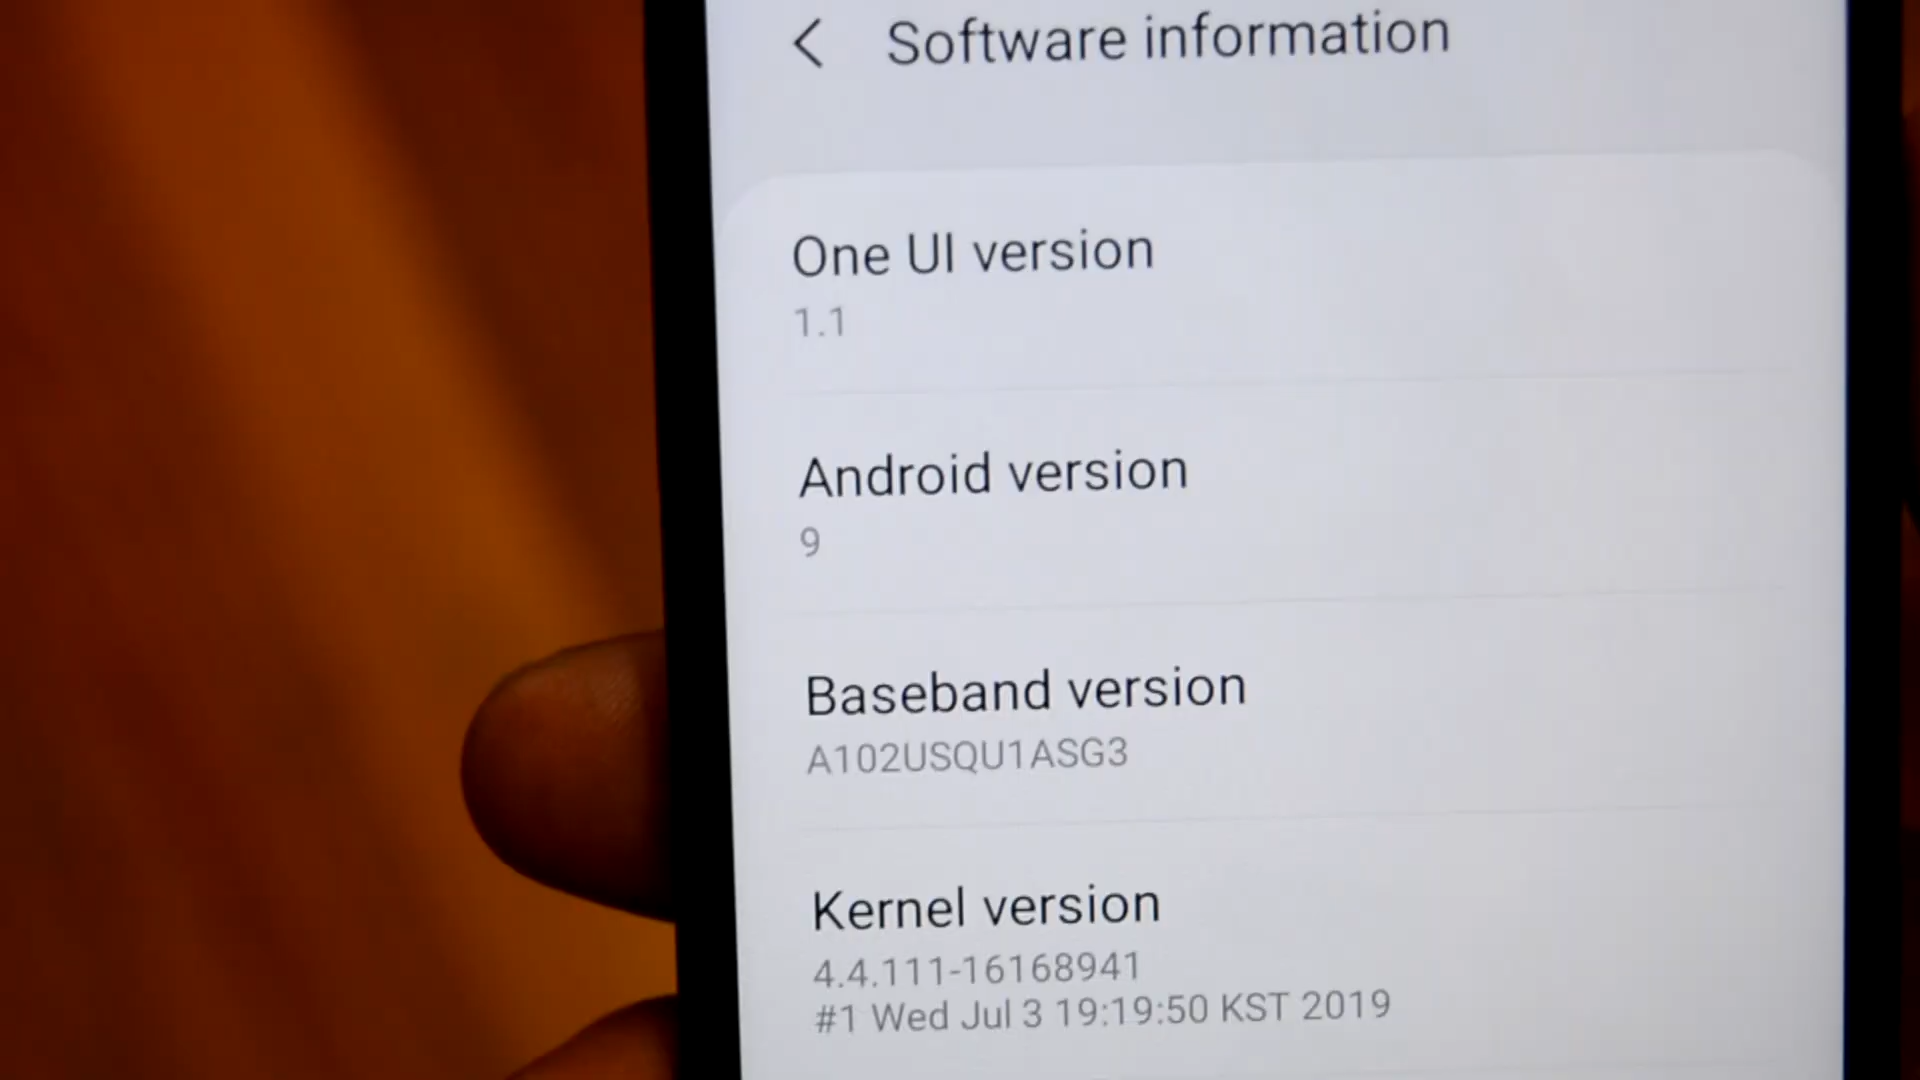 Software information
One UI version
1.1
Android version
9
Baseband version
A102USQU1ASG3
Kernel version
4.4.111-16168941
#1 Wed Jul 3 19:19:50 KST 2019